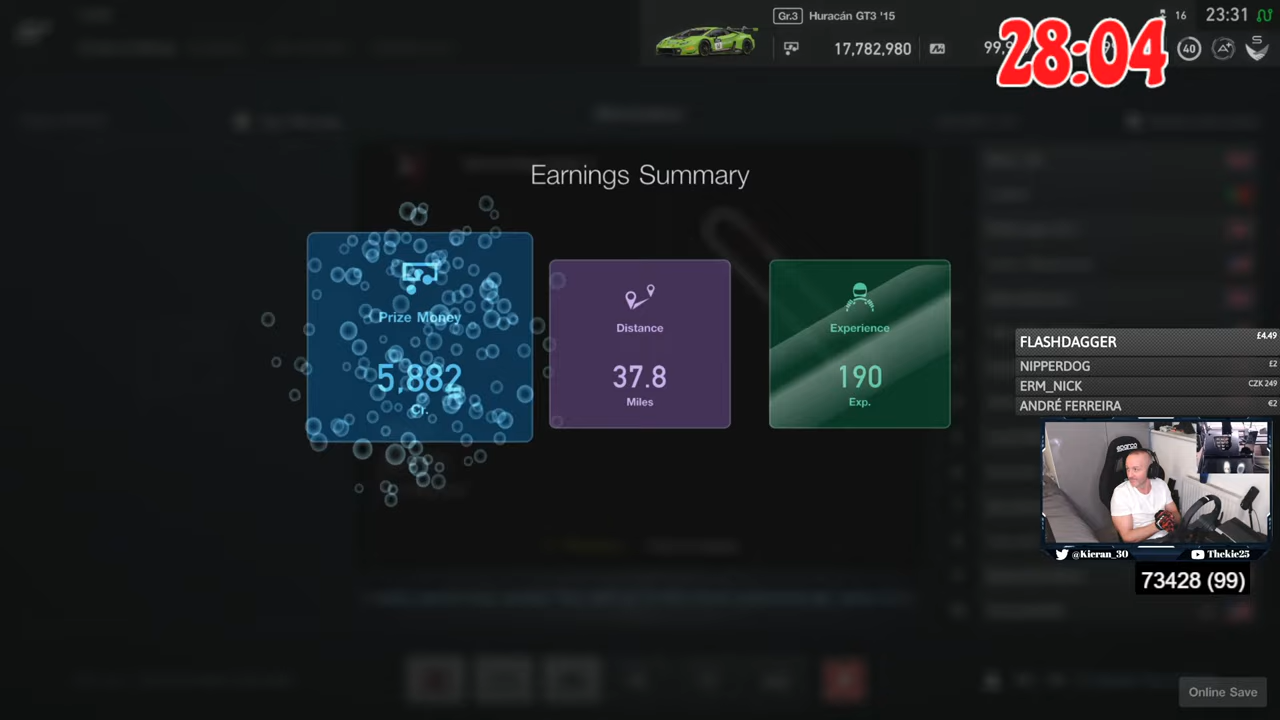 Gr.3 Huracán GT3 '15
16 23:31
17,782,980
28:04
40
S
Earnings Summary
Prize Money
5,882
Cr.
Distance
37.8
Miles
Experience
190
Exp.
FLASHDAGGER £4.49
NIPPERDOG £2
ERM_NICK CZK 249
ANDRÉ FERREIRA €2
sparco
@Kieran_30 Thekie25
73428 (99)
Online Save